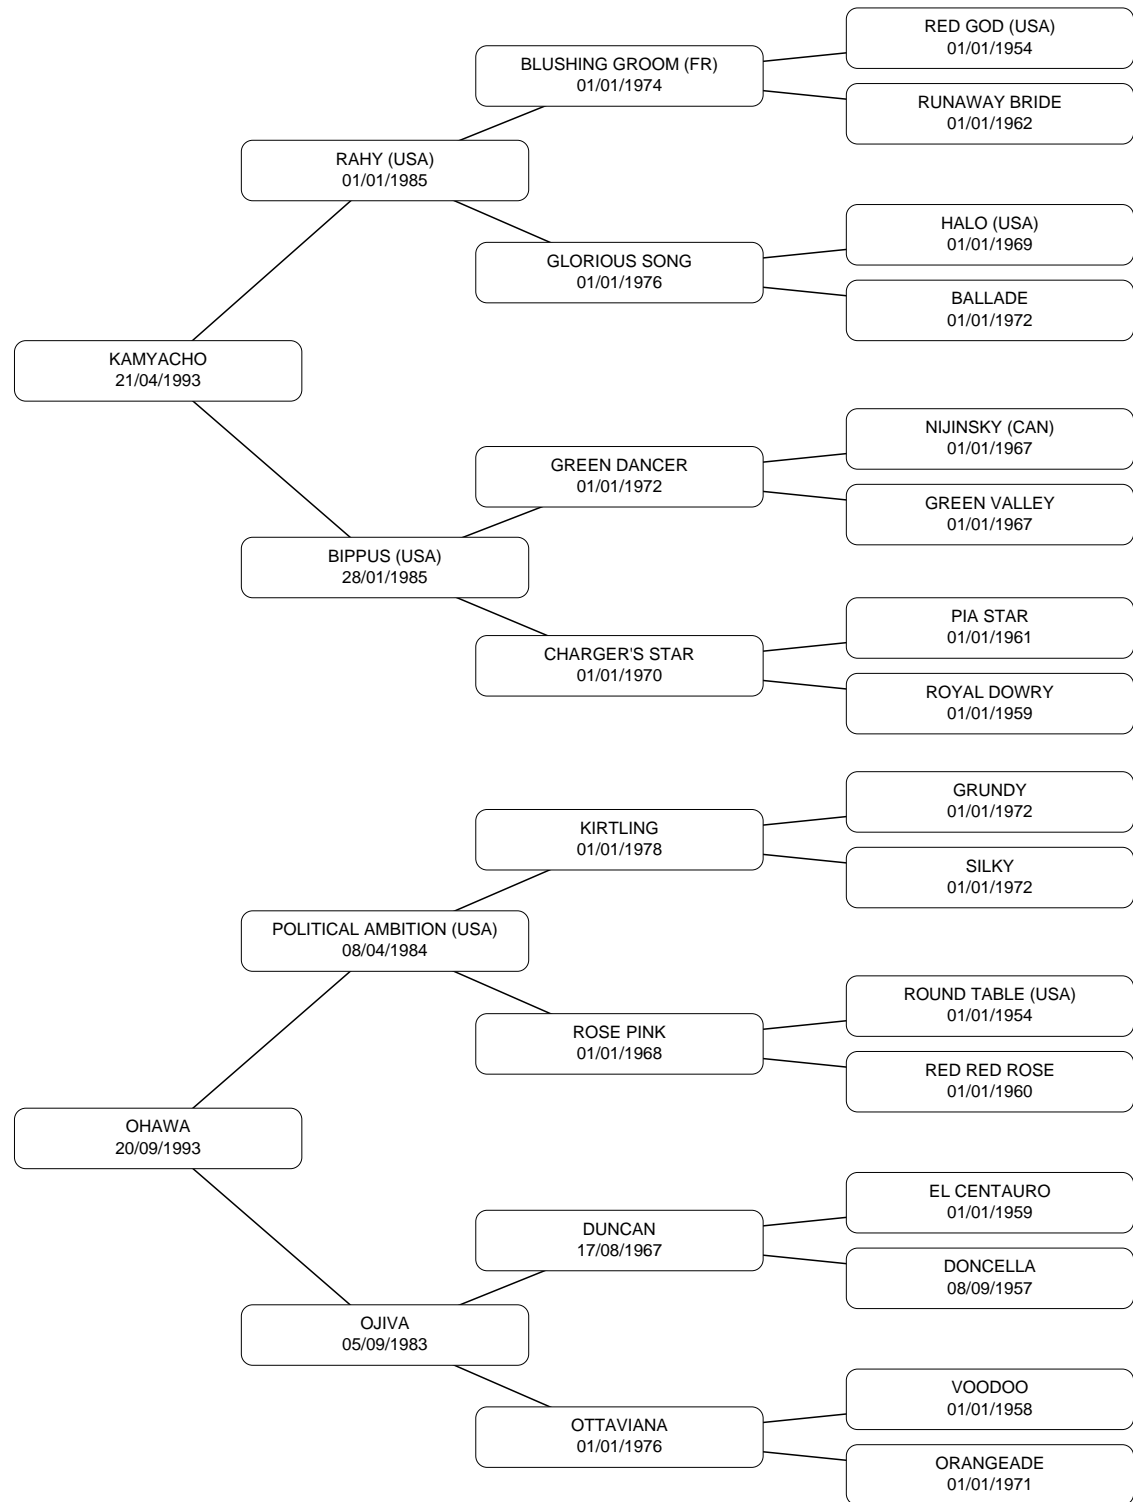 RED GOD (USA)
01/01/1954
BLUSHING GROOM (FR)
01/01/1974
RUNAWAY BRIDE
01/01/1962
RAHY (USA)
01/01/1985
HALO (USA)
01/01/1969
GLORIOUS SONG
01/01/1976
BALLADE
01/01/1972
KAMYACHO
21/04/1993
NIJINSKY (CAN)
01/01/1967
GREEN DANCER
01/01/1972
GREEN VALLEY
01/01/1967
BIPPUS (USA)
28/01/1985
PIA STAR
01/01/1961
CHARGER'S STAR
01/01/1970
ROYAL DOWRY
01/01/1959
GRUNDY
01/01/1972
KIRTLING
01/01/1978
SILKY
01/01/1972
POLITICAL AMBITION (USA)
08/04/1984
ROUND TABLE (USA)
01/01/1954
ROSE PINK
01/01/1968
RED RED ROSE
01/01/1960
OHAWA
20/09/1993
EL CENTAURO
01/01/1959
DUNCAN
17/08/1967
DONCELLA
08/09/1957
OJIVA
05/09/1983
VOODOO
01/01/1958
OTTAVIANA
01/01/1976
ORANGEADE
01/01/1971